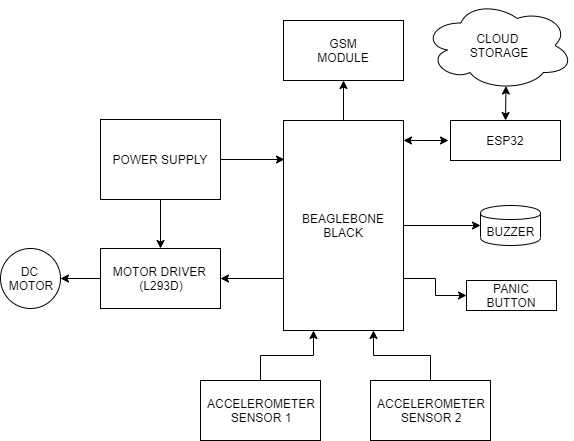 GSM
MODULE
CLOUD
STORAGE
POWER SUPPLY
ESP32
BEAGLEBONE
BLACK
BUZZER
DC
MOTOR
MOTOR DRIVER
(L293D)
PANIC
BUTTON
ACCELEROMETER
SENSOR 1
ACCELEROMETER
SENSOR 2